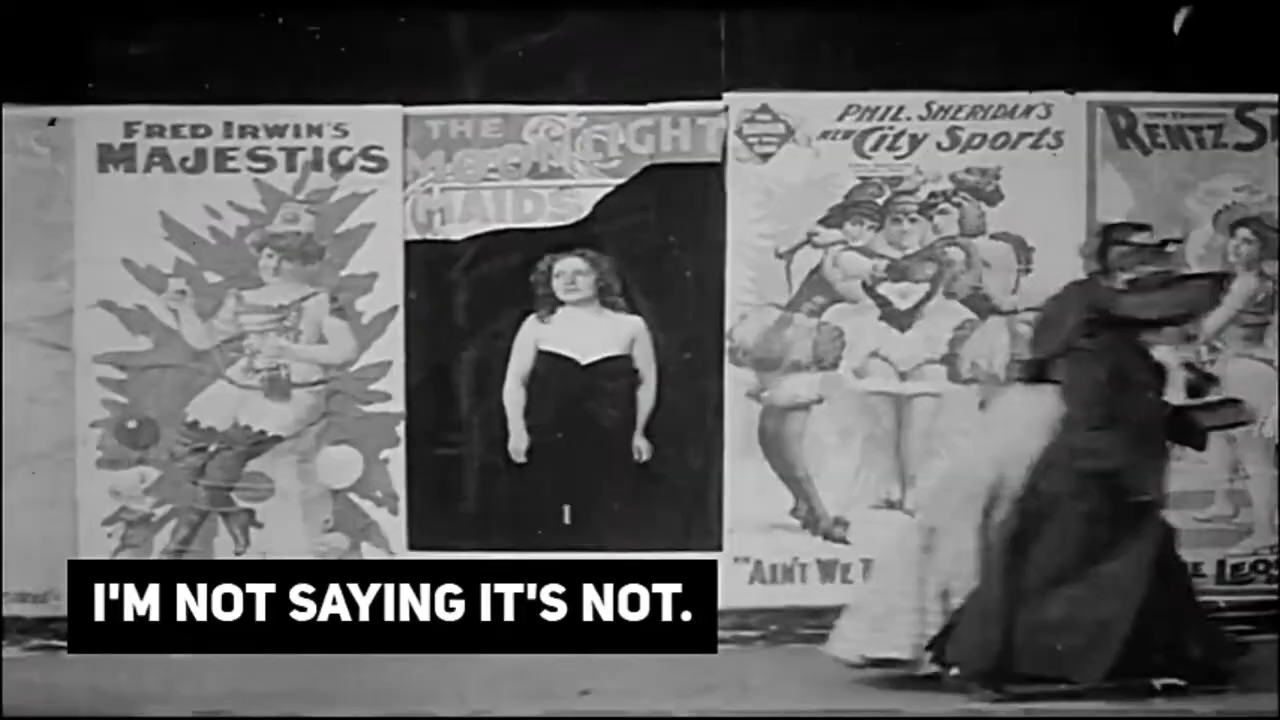 FRED IRWIN'S
MAJESTICS
THE MOONLIGHT
MAIDS
PHIL. SHERIDAN'S
NEW City Sports
RENTZ
"AIN'T WE
I'M NOT SAYING IT'S NOT.